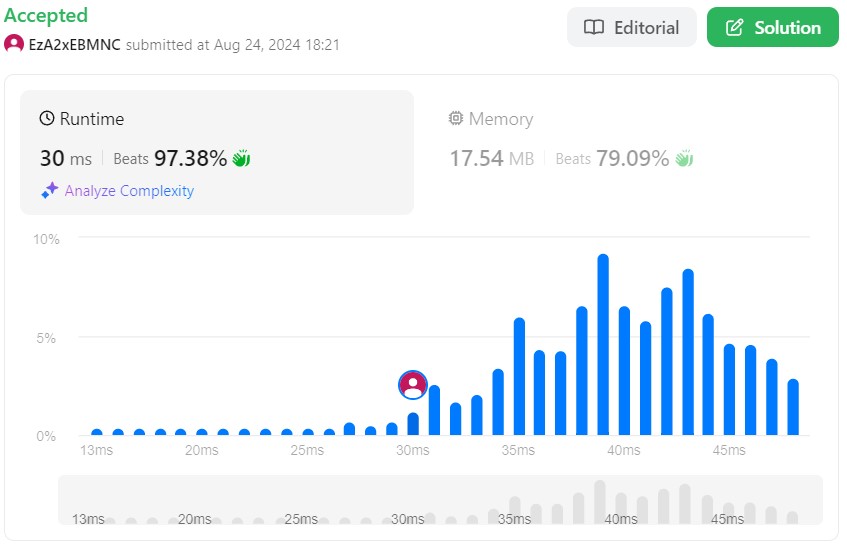 Accepted
EzA2xEBMNC submitted at Aug 24, 2024 18:21
Editorial
Solution
Runtime
30 ms Beats 97.38%
Analyze Complexity
Memory
17.54 MB Beats 79.09%
10%
5%
0%
13ms 20ms 25ms 30ms 35ms 40ms 45ms
13ms 20ms 25ms 30ms 35ms 40ms 45ms